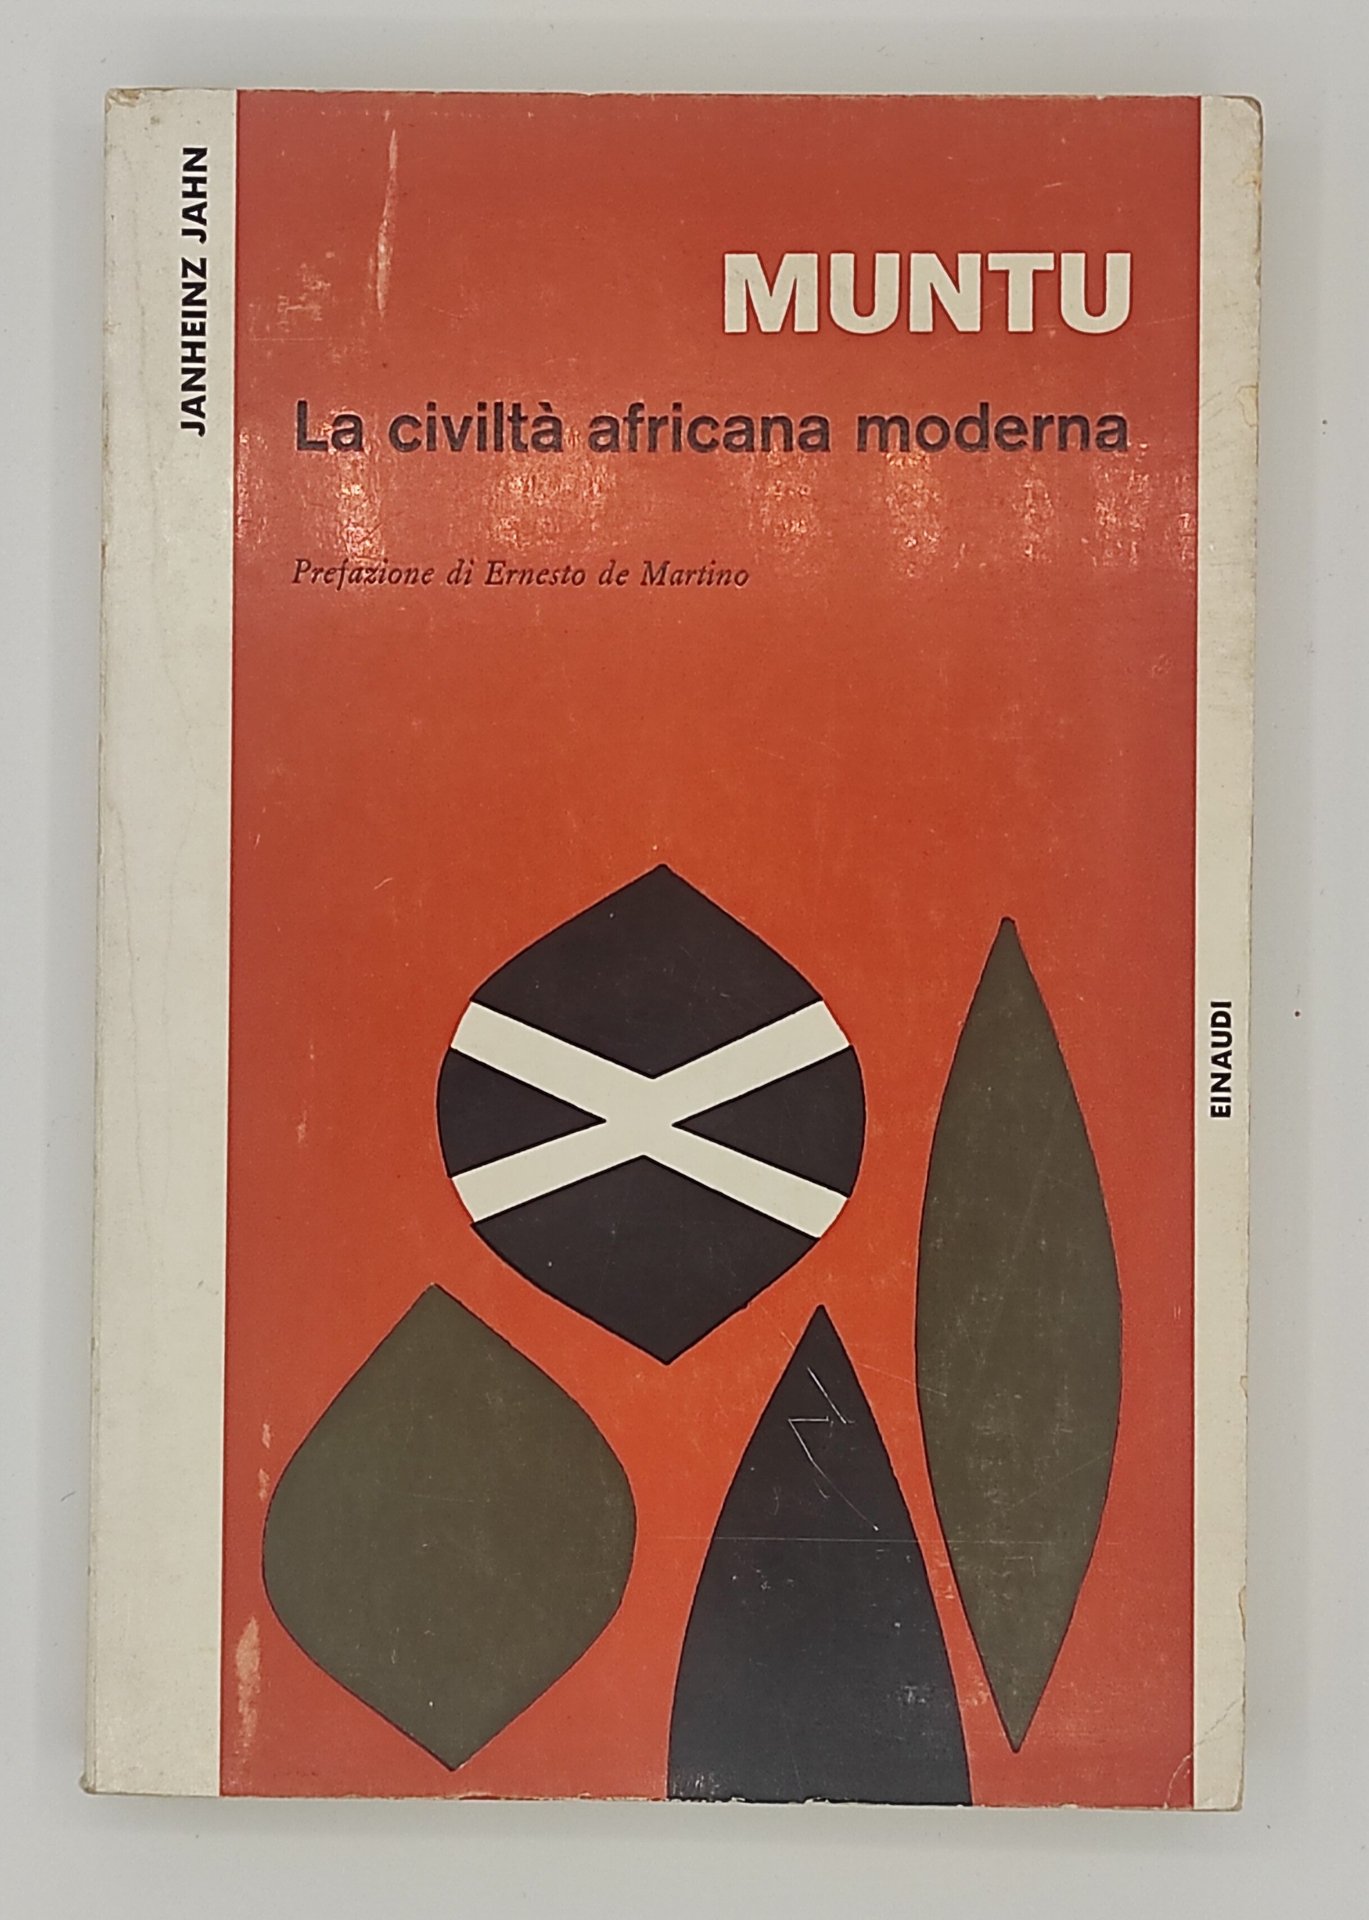 JANHEINZ JAHN
MUNTU
La civiltà africana moderna
Prefazione di Ernesto de Martino
EINAUDI